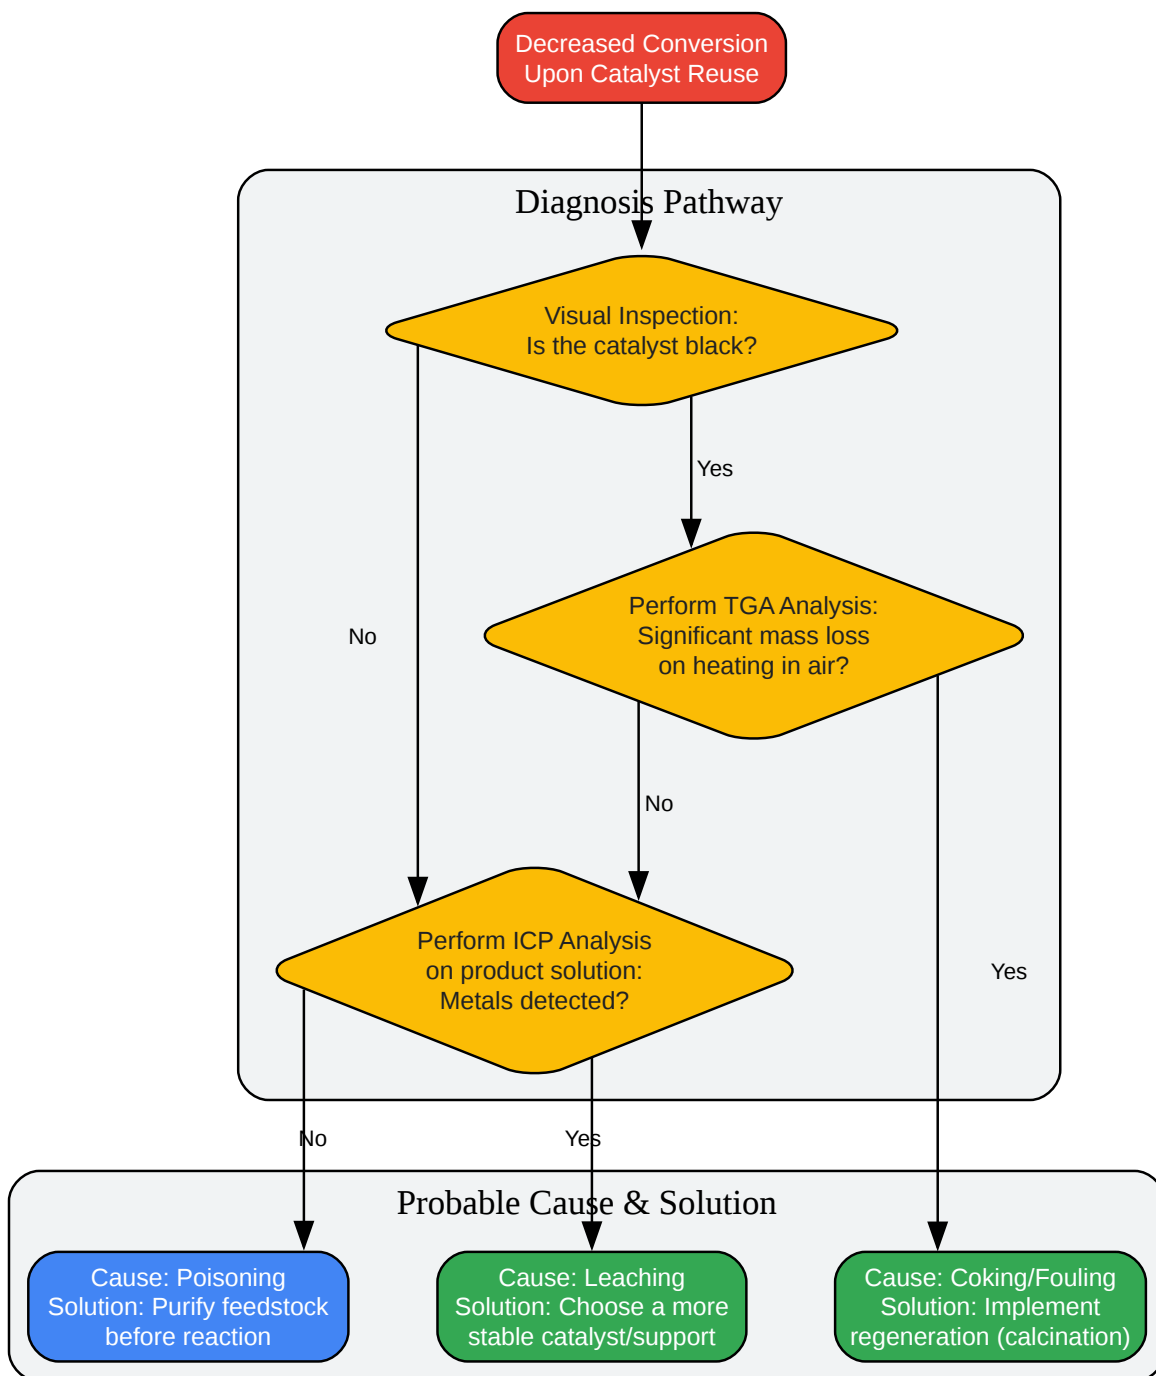 Decreased Conversion
Upon Catalyst Reuse
Diagnosis Pathway
Visual Inspection:
Is the catalyst black?
Yes
Perform TGA Analysis:
Significant mass loss
on heating in air?
No
No
Perform ICP Analysis
on product solution:
Metals detected?
Yes
No
Yes
Probable Cause & Solution
Cause: Poisoning
Solution: Purify feedstock
before reaction
Cause: Leaching
Solution: Choose a more
stable catalyst/support
Cause: Coking/Fouling
Solution: Implement
regeneration (calcination)